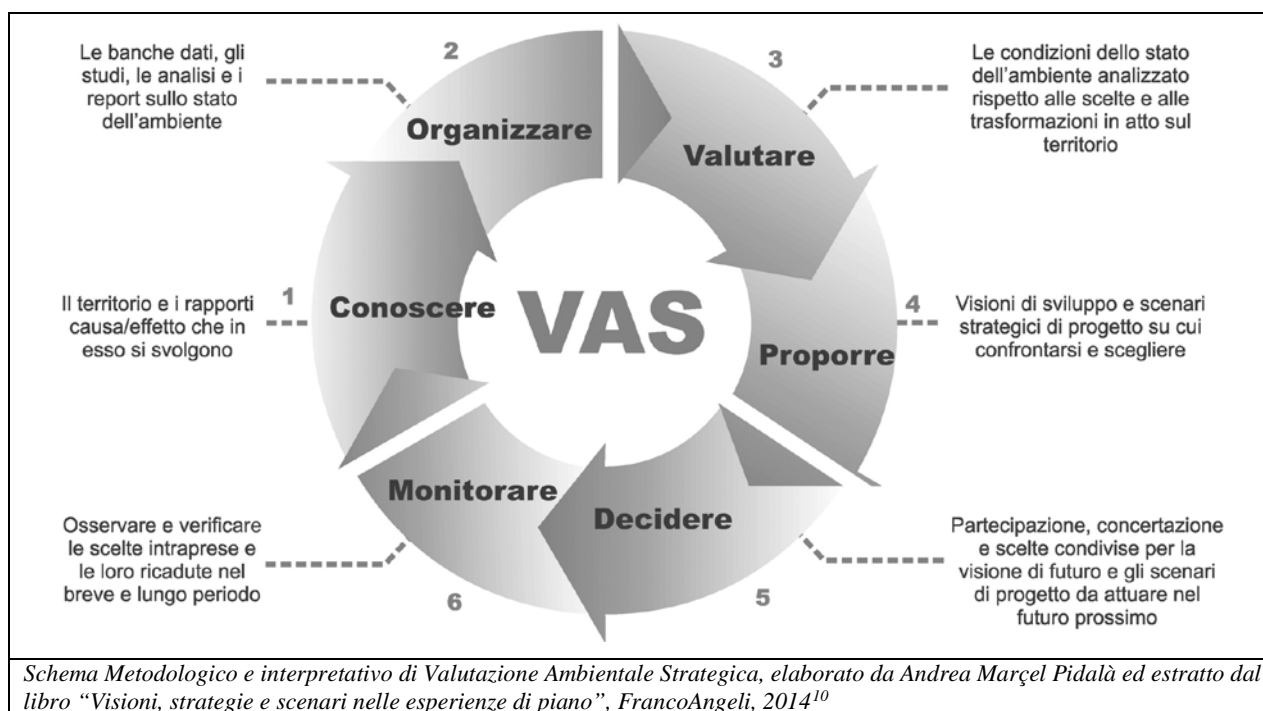 Le banche dati, gli
studi, le analisi e i
report sullo stato
dell'ambiente
2
Organizzare
3
Valutare
Le condizioni dello stato
dell'ambiente analizzato
rispetto alle scelte e alle
trasformazioni in atto sul
territorio
Il territorio e i rapporti
causa/effetto che in
esso si svolgono
1
Conoscere
VAS
4
Proporre
Visioni di sviluppo e scenari
strategici di progetto su cui
confrontarsi e scegliere
Osservare e verificare
le scelte intraprese e
le loro ricadute nel
breve e lungo periodo
6
Monitorare
Decidere
5
Partecipazione, concertazione
e scelte condivise per la
visione di futuro e gli scenari
di progetto da attuare nel
futuro prossimo
Schema Metodologico e interpretativo di Valutazione Ambientale Strategica, elaborato da Andrea Marçel Pidalà ed estratto dal
libro “Visioni, strategie e scenari nelle esperienze di piano”, FrancoAngeli, 2014¹⁰